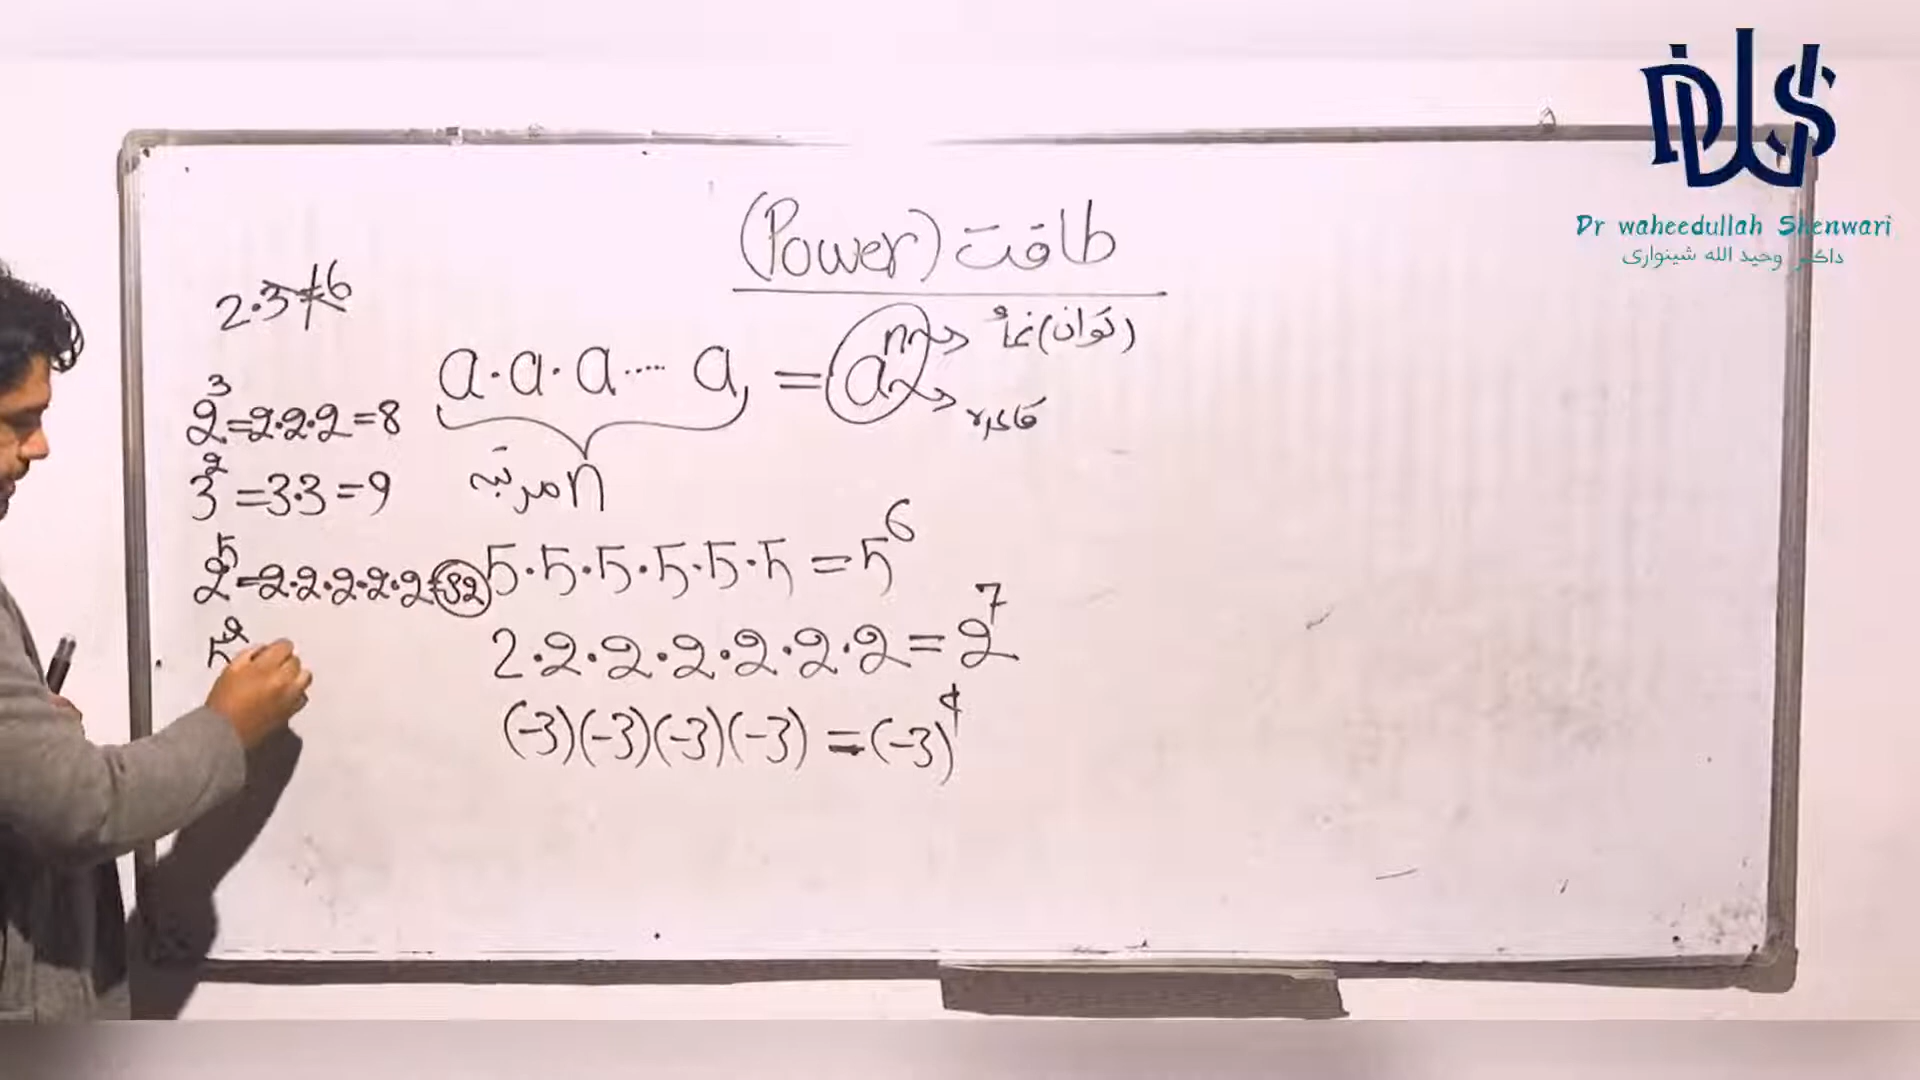 DWS
Dr waheedullah Shenwari
داکتر وحید الله شینواری
طاقت (Power)
2·3≠6
a·a·a····a = aⁿ
نما (توان)
قاعده
n مرتبه
2³=2·2·2=8
3²=3·3=9
2⁵=2·2·2·2·2=32
5²
5·5·5·5·5·5=5⁶
2·2·2·2·2·2·2=2⁷
(-3)(-3)(-3)(-3)=(-3)⁴